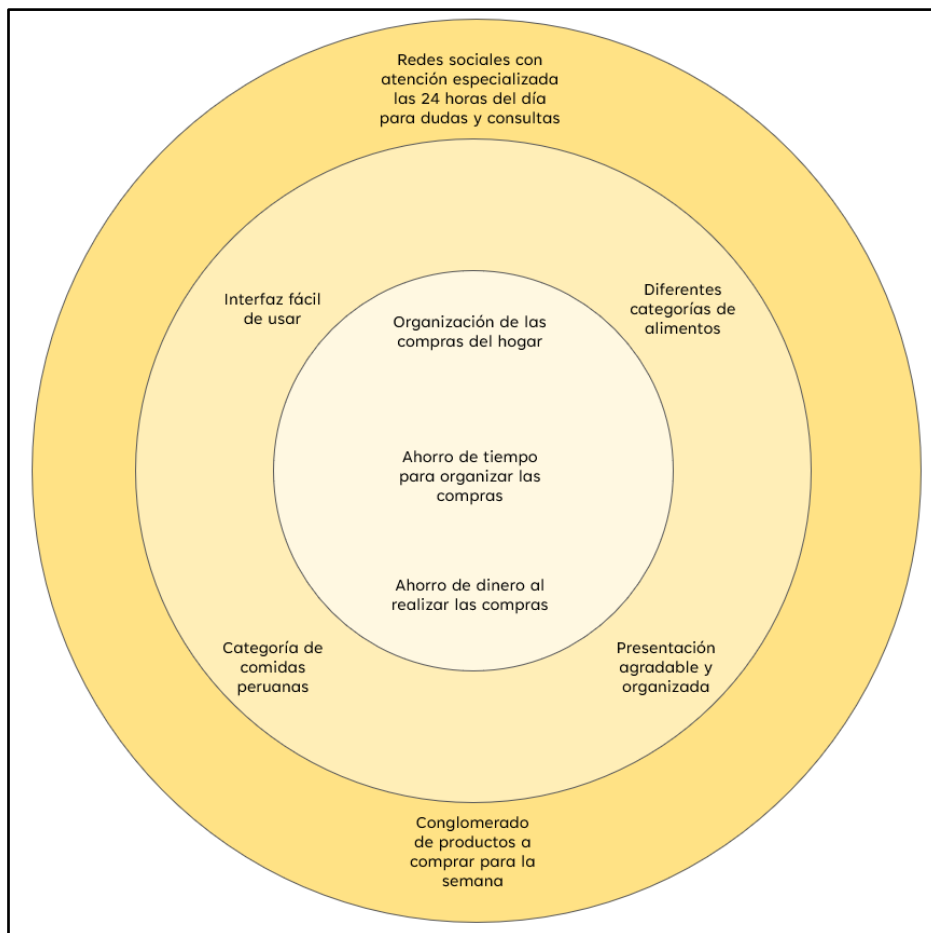 Redes sociales con
atención especializada
las 24 horas del día
para dudas y consultas
Interfaz fácil
de usar
Diferentes
categorías de
alimentos
Organización de las
compras del hogar
Ahorro de tiempo
para organizar las
compras
Ahorro de dinero al
realizar las compras
Categoría de
comidas
peruanas
Presentación
agradable y
organizada
Conglomerado
de productos a
comprar para la
semana